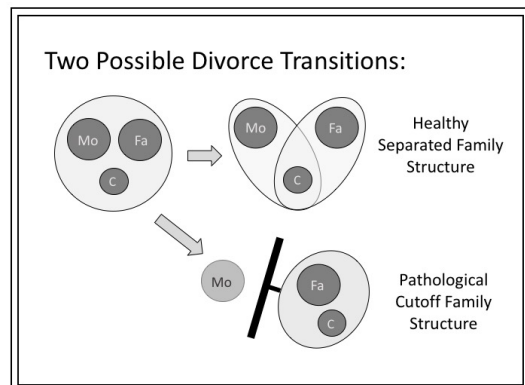 Two Possible Divorce Transitions:
Mo
Fa
C
Mo
Fa
C
Healthy
Separated Family
Structure
Mo
Fa
C
Pathological
Cutoff Family
Structure